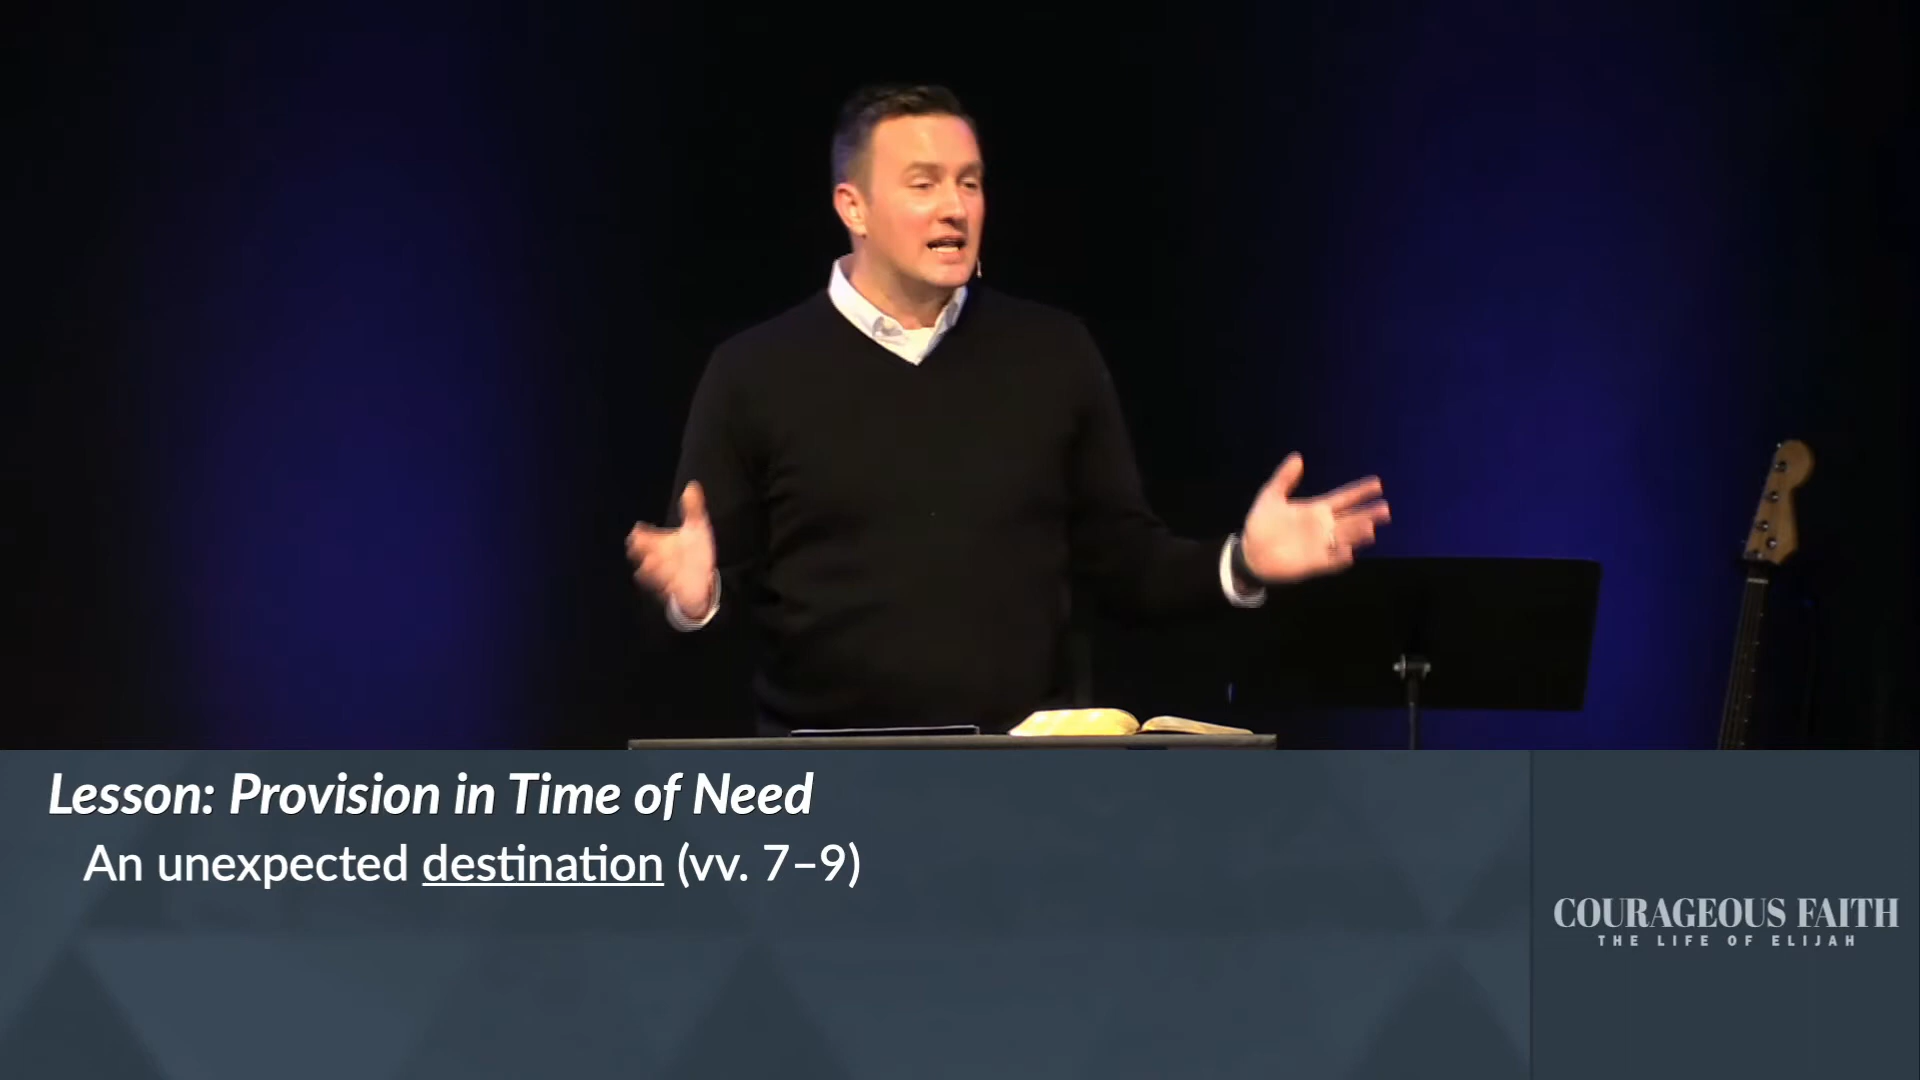 Lesson: Provision in Time of Need
An unexpected destination (vv. 7–9)
COURAGEOUS FAITH
THE LIFE OF ELIJAH